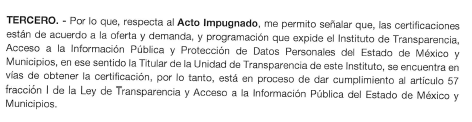 TERCERO. - Por lo que, respecta al Acto Impugnado, me permito señalar que, las certificaciones
están de acuerdo a la oferta y demanda, y programación que expide el Instituto de Transparencia,
Acceso a la Información Pública y Protección de Datos Personales del Estado de México y
Municipios, en ese sentido la Titular de la Unidad de Transparencia de este Instituto, se encuentra en
vías de obtener la certificación, por lo tanto, está en proceso de dar cumplimiento al artículo 57
fracción I de la Ley de Transparencia y Acceso a la Información Pública del Estado de México y
Municipios.